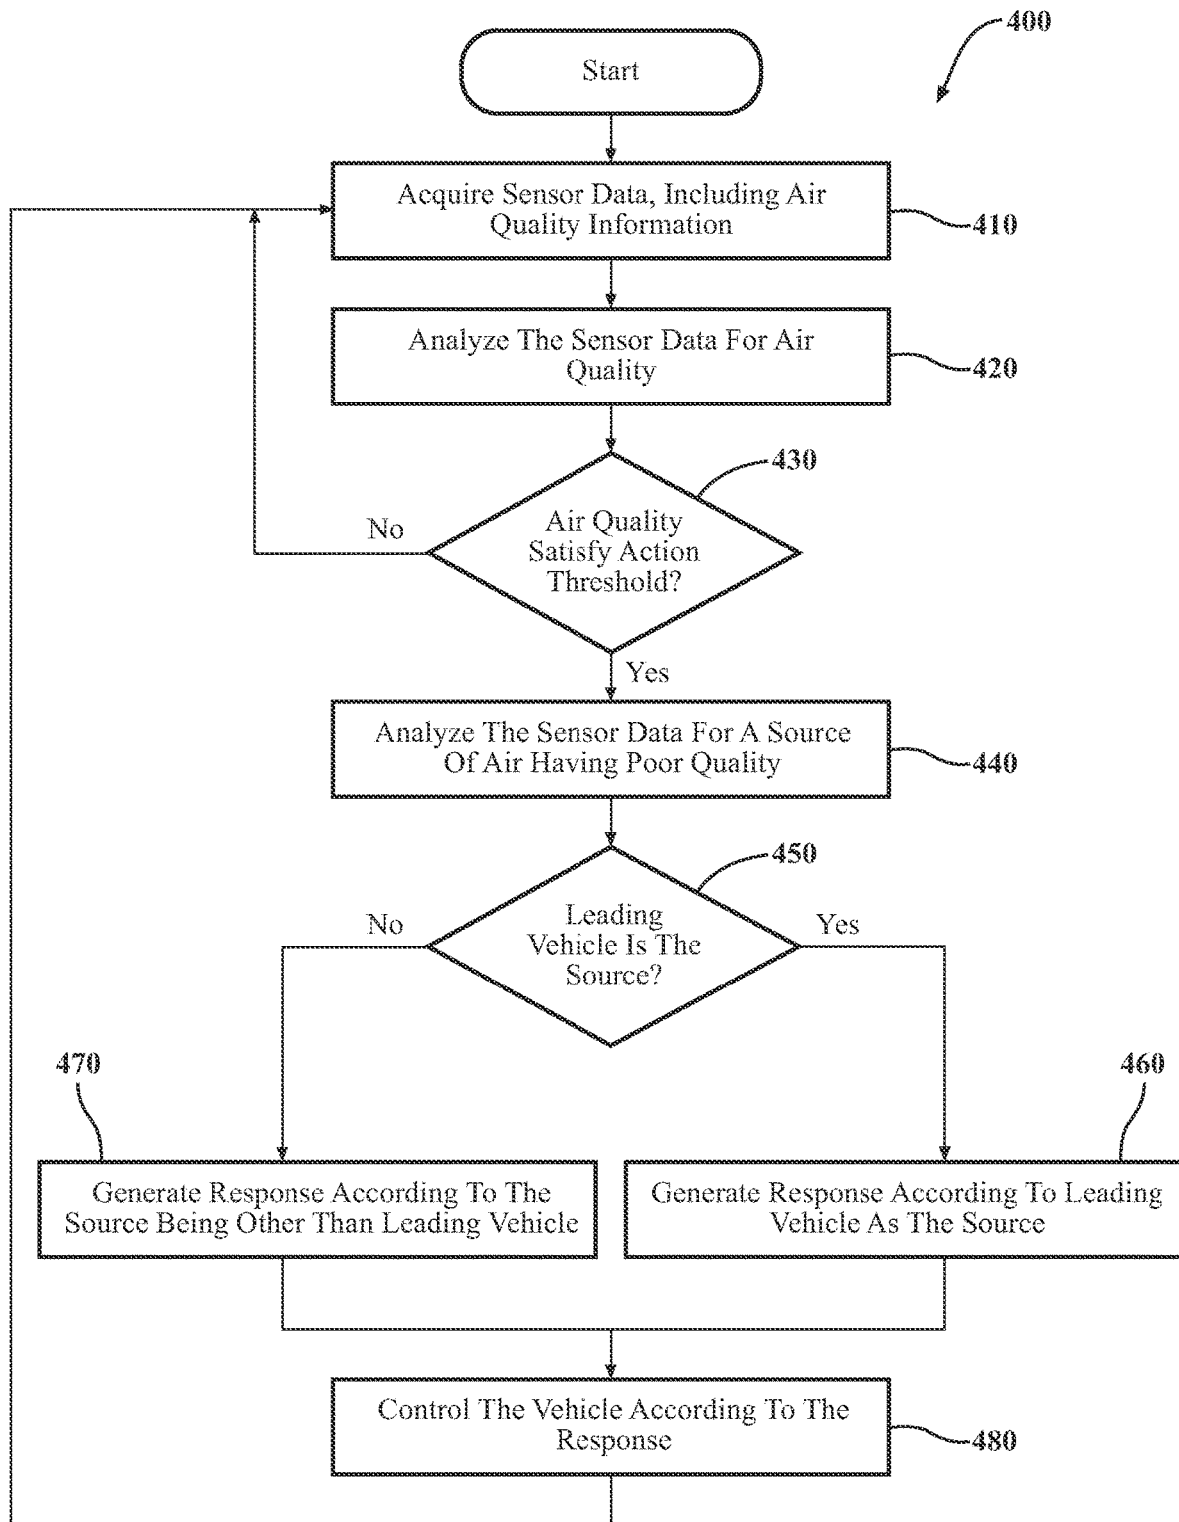 400
Start
Acquire Sensor Data, Including Air
Quality Information
410
Analyze The Sensor Data For Air
Quality
420
430
Air Quality
Satisfy Action
Threshold?
No
Yes
Analyze The Sensor Data For A Source
Of Air Having Poor Quality
440
450
Leading
Vehicle Is The
Source?
No
Yes
470
460
Generate Response According To The
Source Being Other Than Leading Vehicle
Generate Response According To Leading
Vehicle As The Source
Control The Vehicle According To The
Response
480